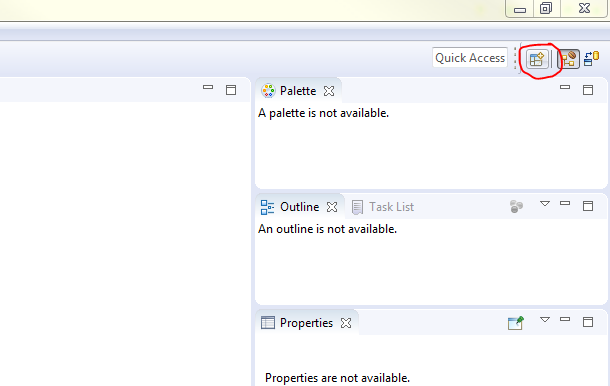 Quick Access
Palette
A palette is not available.
Outline Task List
An outline is not available.
Properties
Properties are not available.